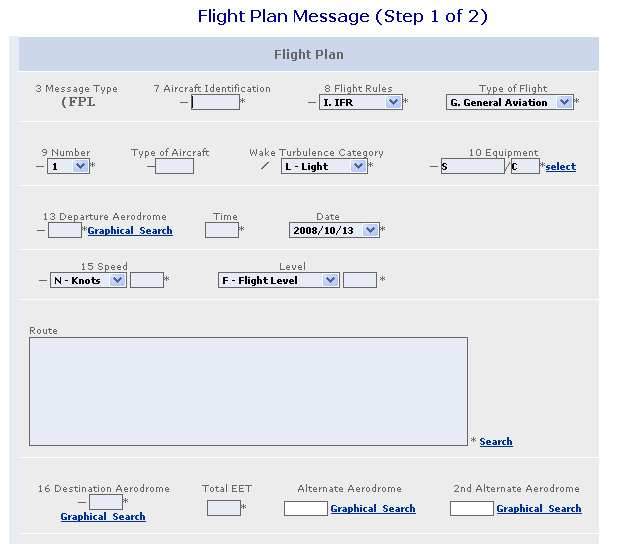 Flight Plan Message (Step 1 of 2)
Flight Plan
3 Message Type 7 Aircraft Identification 8 Flight Rules Type of Flight
(FPL – * – I. IFR * G. General Aviation *
9 Number Type of Aircraft Wake Turbulence Category 10 Equipment
– 1 * – / L - Light * – S / C * select
13 Departure Aerodrome Time Date
– * Graphical Search * 2008/10/13 *
15 Speed Level
– N - Knots * F - Flight Level *
Route
* Search
16 Destination Aerodrome Total EET Alternate Aerodrome 2nd Alternate Aerodrome
– * * Graphical Search Graphical Search
Graphical Search